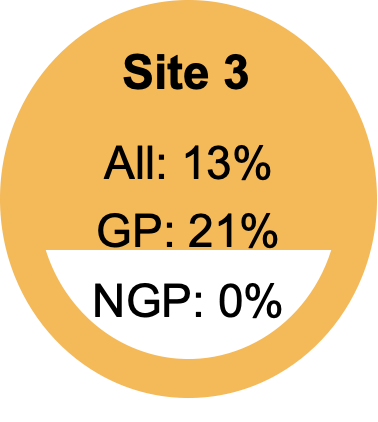 Site 3
All: 13%
GP: 21%
NGP: 0%